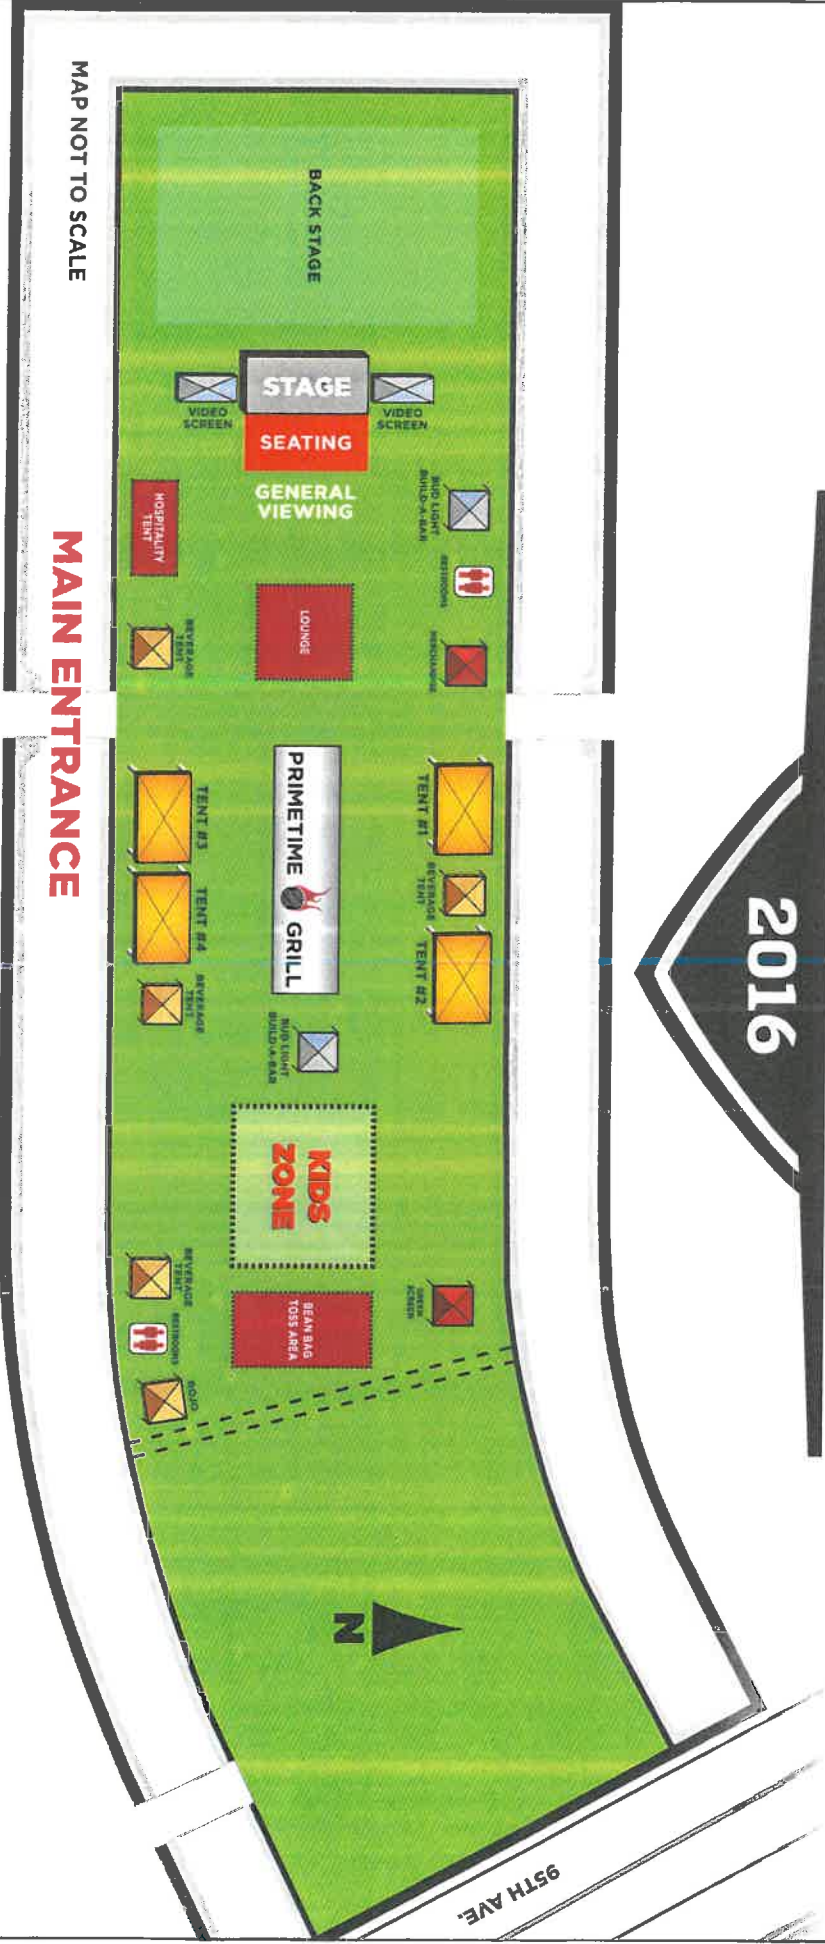 2016
MAP NOT TO SCALE
BACK STAGE
VIDEO
SCREEN
STAGE
VIDEO
SCREEN
SEATING
GENERAL
VIEWING
BUD LIGHT
BUILD-A-BAR
RESTROOMS
MERCHANDISE
HOSPITALITY
TENT
LOUNGE
BEVERAGE
TENT
MAIN ENTRANCE
TENT #1
BEVERAGE
TENT
TENT #2
PRIMETIME GRILL
TENT #3
TENT #4
BEVERAGE
TENT
BUD LIGHT
BUILD-A-BAR
KIDS
ZONE
BEAN BAG
TOSS AREA
GREEN
SCREEN
BEVERAGE
TENT
RESTROOMS
GOJO
N
95TH AVE.